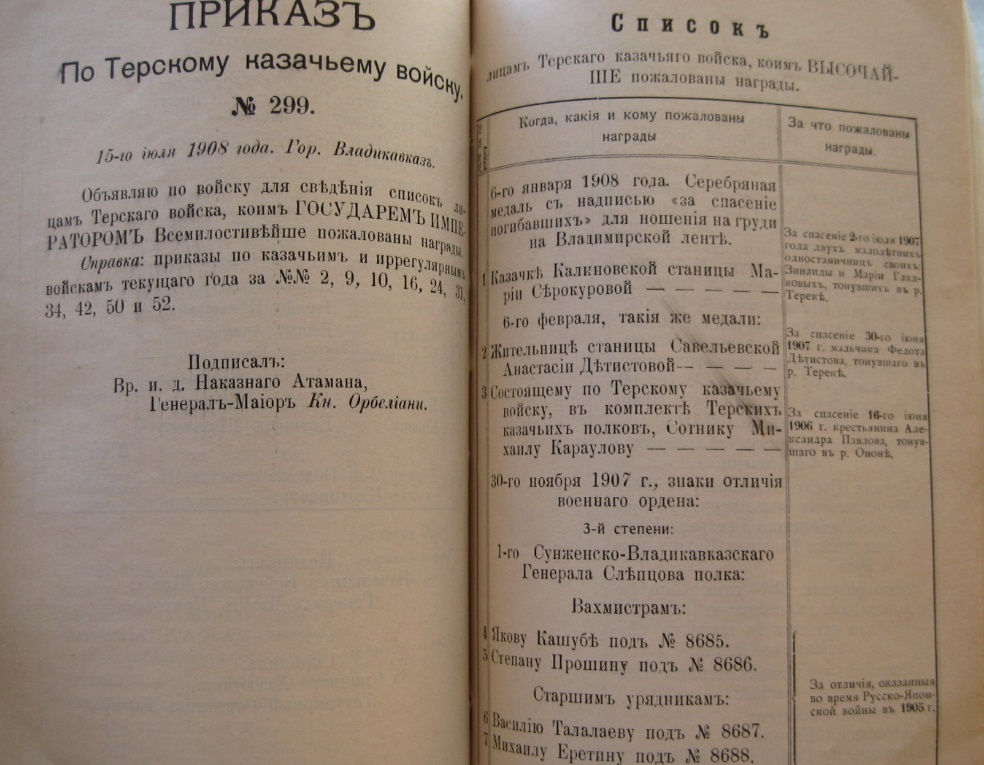 ПРИКАЗЪ
По Терскому казачьему войску.
№ 299.
15-го іюля 1908 года. Гор. Владикавказъ.
Объявляю по войску для свѣдѣнія списокъ ли-
цамъ Терскаго войска, коимъ ГОСУДАРЕМЪ ИМПЕ-
РАТОРОМЪ Всемилостивѣйше пожалованы награды.
Справка: приказы по казачьимъ и иррегулярнымъ
войскамъ текущаго года за №№ 2, 9, 10, 16, 24, 31,
34, 42, 50 и 52.
Подписалъ:
Вр. и. д. Наказнаго Атамана,
Генералъ-Маіоръ Кн. Орбеліани.
Списокъ
лицамъ Терскаго казачьяго войска, коимъ ВЫСОЧАЙ-
ШЕ пожалованы награды.
Когда, какія и кому пожалованы
награды
За что пожалованы
награды.
6-го января 1908 года. Серебряная
медаль съ надписью «за спасеніе
погибавшихъ» для ношенія на груди
на Владимирской лентѣ.
1 Казачкѣ Калиновской станицы Ма-
ріи Сѣрокуровой — — — — —
За спасеніе 2-го іюля 1907
года двухъ малолѣтнихъ
одностаничницъ своихъ:
Зинаиды и Маріи Глад-
ковыхъ, тонувшихъ въ р.
Терекѣ.
6-го февраля, такія же медали:
2 Жительницѣ станицы Савельевской
Анастасіи Дѣтистовой— — — —
За спасеніе 30-го іюня
1907 г. мальчика Федота
Дѣтистова, тонувшаго въ
р. Терекѣ.
3 Состоящему по Терскому казачьему
войску, въ комплектѣ Терскихъ
казачьихъ полковъ, Сотнику Ми-
хаилу Караулову — — — — —
За спасеніе 16-го іюня
1906 г. крестьянина Але-
ксандра Павлова, тонув-
шаго въ р. Ононѣ.
30-го ноября 1907 г., знаки отличія
военнаго ордена:
3-й степени:
1-го Сунженско-Владикавказскаго
Генерала Слѣпцова полка:
Вахмистрамъ:
4 Якову Кашубѣ подъ № 8685.
5 Степану Прошину подъ № 8686.
Старшимъ урядникамъ:
6 Василію Талалаеву подъ № 8687.
7 Михаилу Еретину подъ № 8688.
За отличія, оказанныя
во время Русско-Япон-
ской войны въ 1905 г.